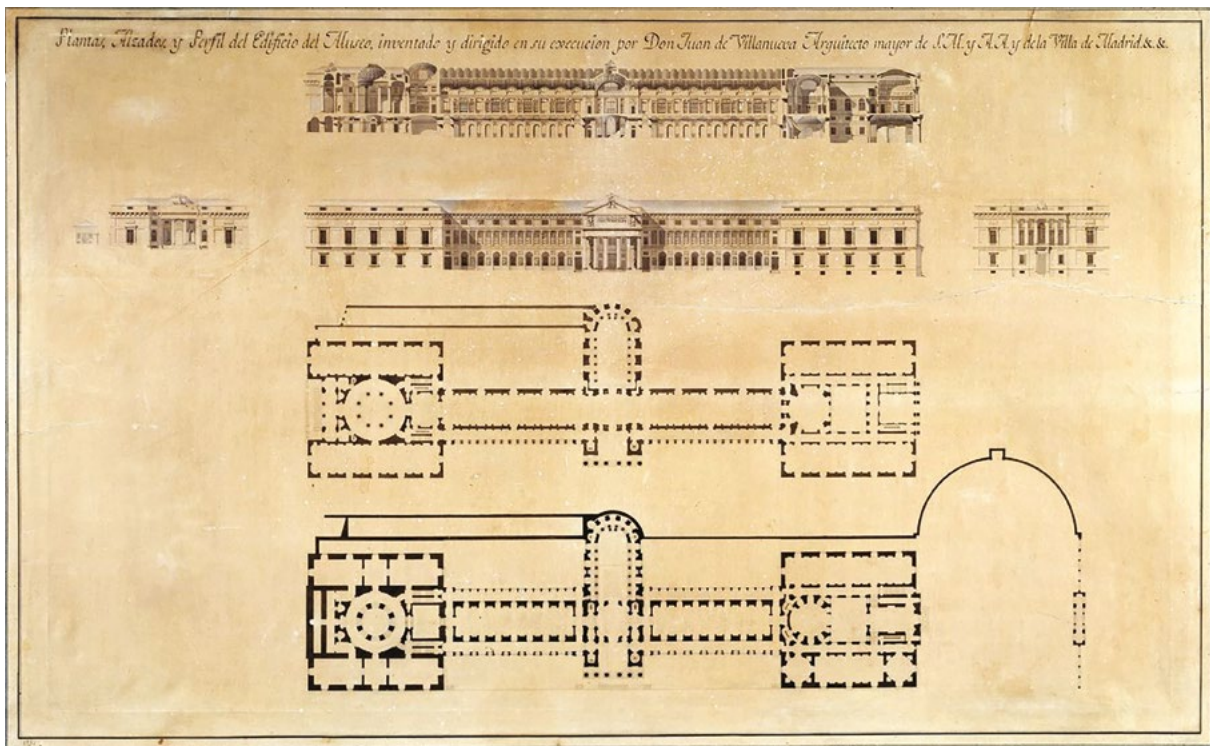 Plantas, Alzados, y Perfil del Edificio del Museo, inventado y dirigido en su execucion por Don Juan de Villanueva Arquitecto mayor de S.M. y A.A. y de la Villa de Madrid. &. &.